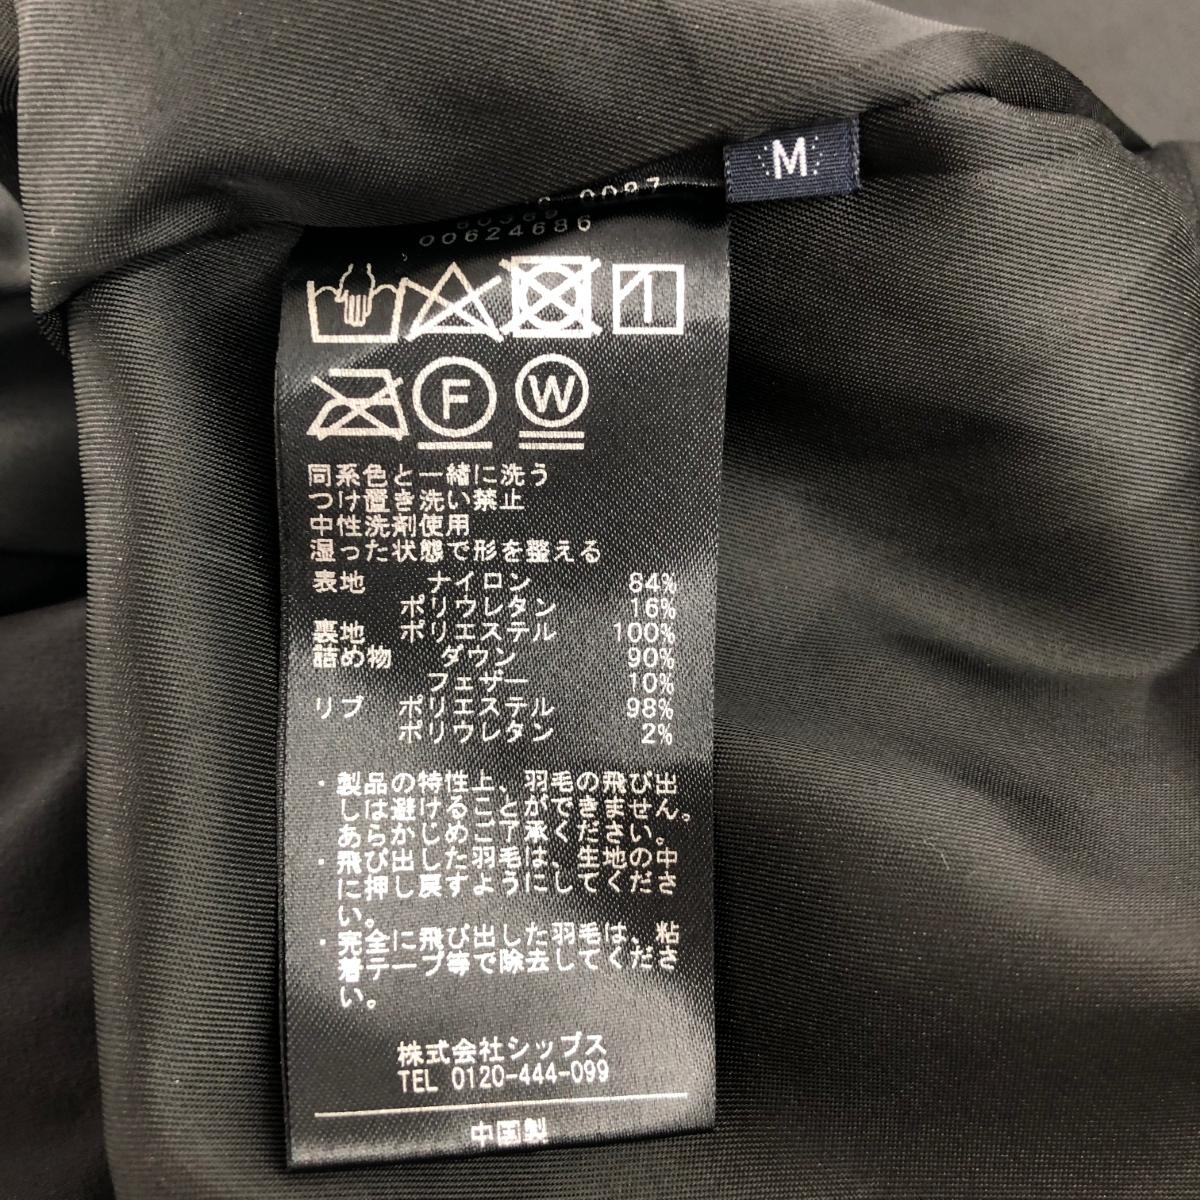 M
00624686
F W
同系色と一緒に洗う
つけ置き洗い禁止
中性洗剤使用
湿った状態で形を整える
表地 ナイロン 84%
ポリウレタン 16%
裏地 ポリエステル 100%
詰め物 ダウン 90%
フェザー 10%
リブ ポリエステル 98%
ポリウレタン 2%
・製品の特性上、羽毛の飛び出
しは避けることができません。
あらかじめご了承ください。
・飛び出した羽毛は、生地の中
に押し戻すようにしてくださ
い。
・完全に飛び出した羽毛は、粘
着テープ等で除去してくださ
い。
株式会社シップス
TEL 0120-444-099
中国製